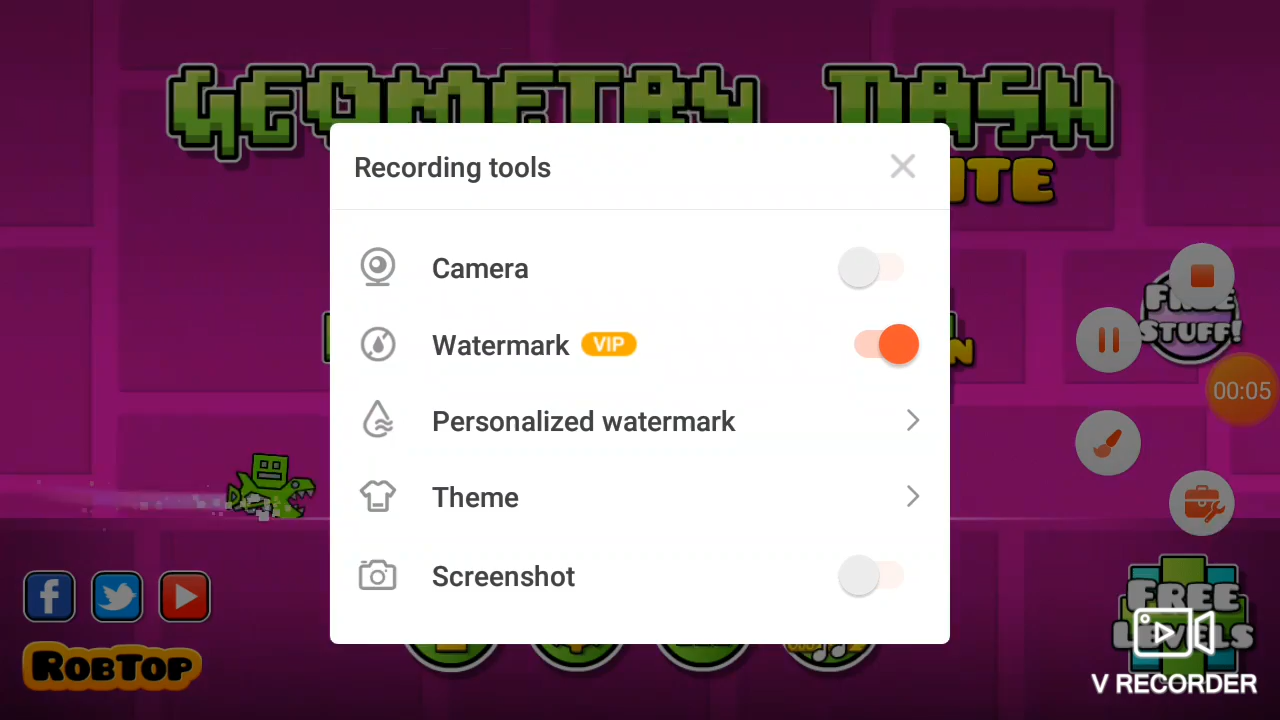 GEOMETRY DASH
Recording tools
Camera
Watermark VIP
Personalized watermark
Theme
Screenshot
FREE
STUFF!
00:05
ROBTOP
FREE
LEVELS
V RECORDER